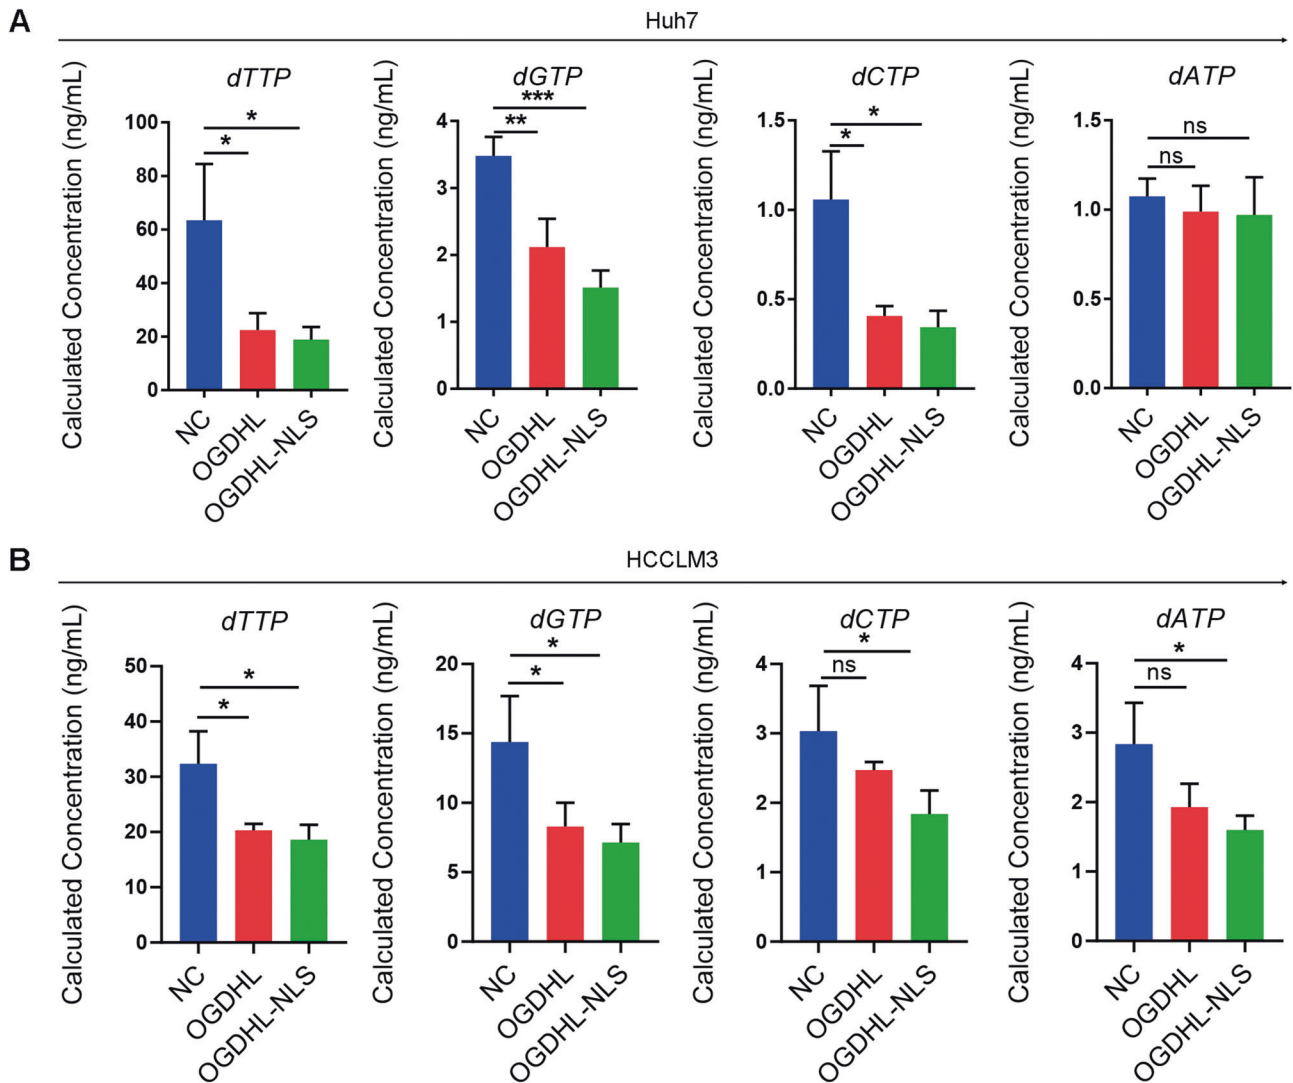 A
Huh7
dTTP
Calculated Concentration (ng/mL)
100
80
60
40
20
0
*
*
NC
OGDHL
OGDHL-NLS
dGTP
Calculated Concentration (ng/mL)
4
3
2
1
0
***
**
NC
OGDHL
OGDHL-NLS
dCTP
Calculated Concentration (ng/mL)
1.5
1.0
0.5
0.0
*
*
NC
OGDHL
OGDHL-NLS
dATP
Calculated Concentration (ng/mL)
1.5
1.0
0.5
0.0
ns
ns
NC
OGDHL
OGDHL-NLS
B
HCCLM3
dTTP
Calculated Concentration (ng/mL)
50
40
30
20
10
0
*
*
NC
OGDHL
OGDHL-NLS
dGTP
Calculated Concentration (ng/mL)
20
15
10
5
0
*
*
NC
OGDHL
OGDHL-NLS
dCTP
Calculated Concentration (ng/mL)
4
3
2
1
0
*
ns
NC
OGDHL
OGDHL-NLS
dATP
Calculated Concentration (ng/mL)
4
3
2
1
0
*
ns
NC
OGDHL
OGDHL-NLS